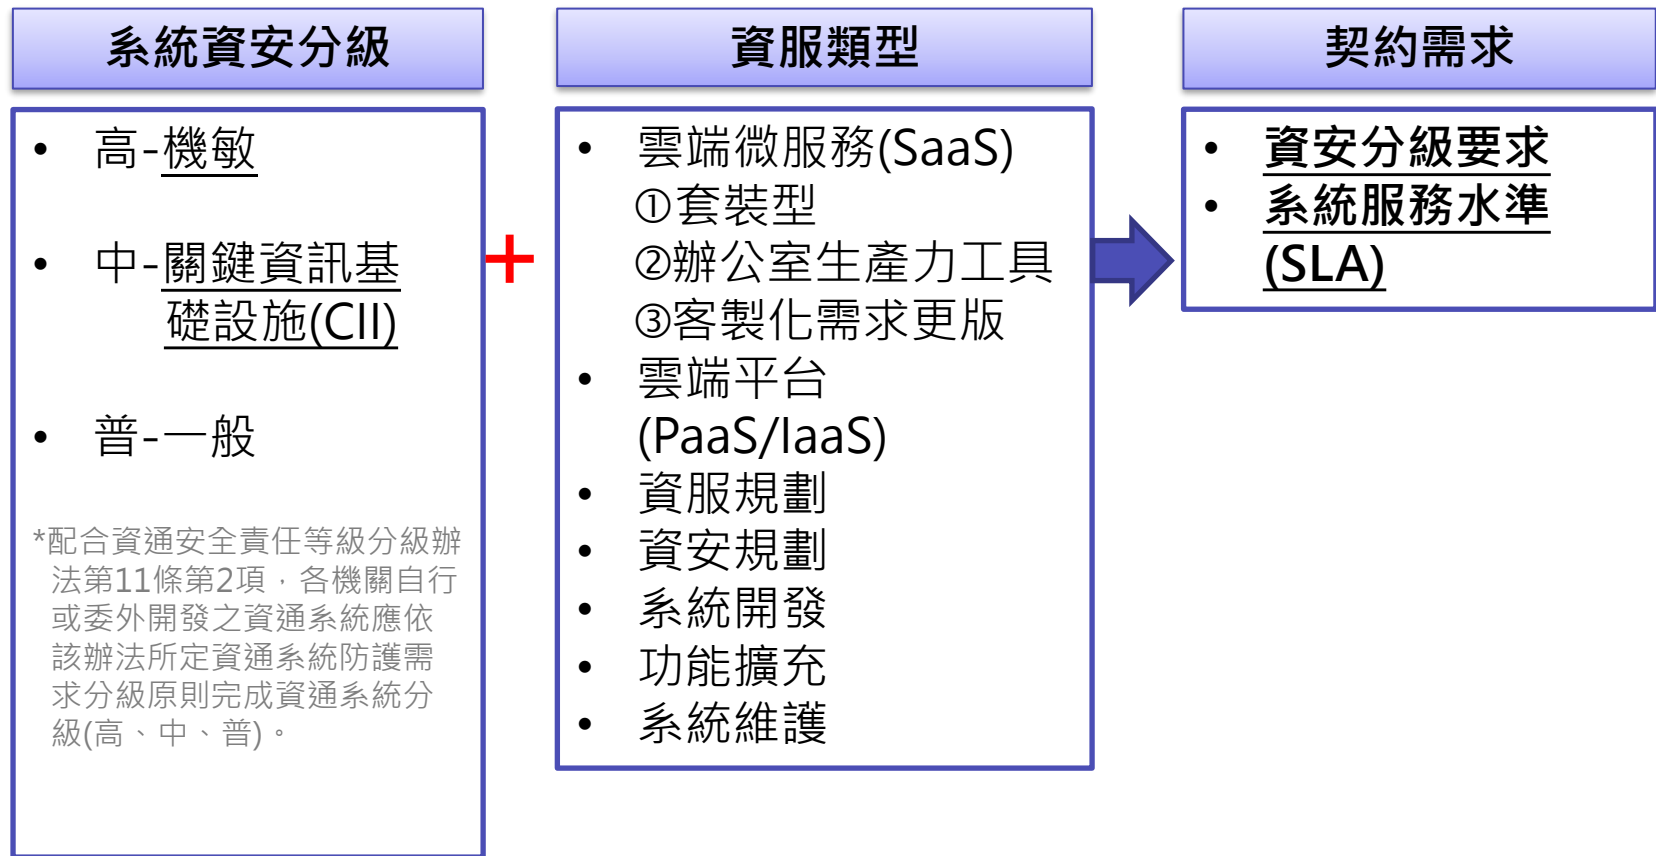 系統資安分級
• 高-機敏
• 中-關鍵資訊基
礎設施(CII)
• 普-一般
*配合資通安全責任等級分級辦
法第11條第2項，各機關自行
或委外開發之資通系統應依
該辦法所定資通系統防護需
求分級原則完成資通系統分
級(高、中、普)。
+
資服類型
• 雲端微服務(SaaS)
①套裝型
②辦公室生產力工具
③客製化需求更版
• 雲端平台
(PaaS/IaaS)
• 資服規劃
• 資安規劃
• 系統開發
• 功能擴充
• 系統維護
契約需求
• 資安分級要求
• 系統服務水準
(SLA)